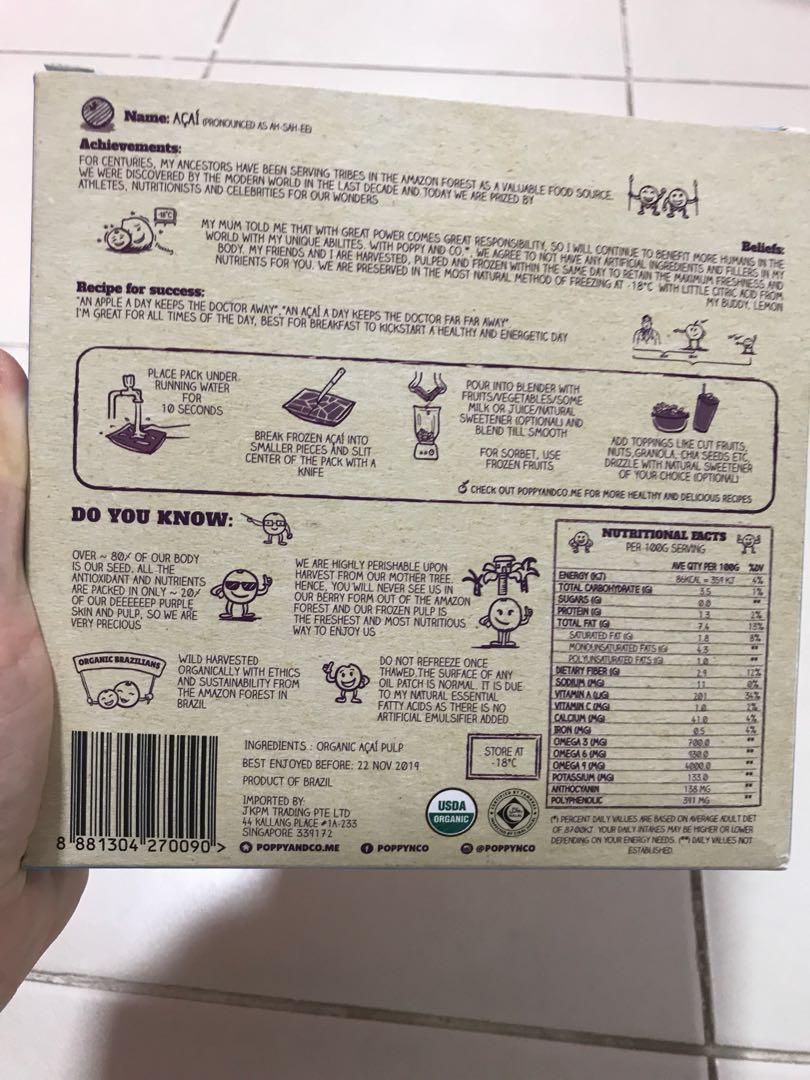 Name: AÇAÍ (PRONOUNCED AS AH-SAH-EE)
Achievements:
FOR CENTURIES, MY ANCESTORS HAVE BEEN SERVING TRIBES IN THE AMAZON FOREST AS A VALUABLE FOOD SOURCE.
WE WERE DISCOVERED BY THE MODERN WORLD IN THE LAST DECADE AND TODAY WE ARE PRIZED BY
ATHLETES, NUTRITIONISTS AND CELEBRITIES FOR OUR WONDERS
-18°C
Beliefs:
MY MUM TOLD ME THAT WITH GREAT POWER COMES GREAT RESPONSIBILITY, SO I WILL CONTINUE TO BENEFIT MORE HUMANS IN THE
WORLD WITH MY UNIQUE ABILITES. WITH POPPY AND CO.", WE AGREE TO NOT HAVE ANY ARTIFICIAL INGREDIENTS AND FILLERS IN MY
BODY. MY FRIENDS AND I ARE HARVESTED, PULPED AND FROZEN WITHIN THE SAME DAY TO RETAIN THE MAXIMUM FRESHNESS AND
NUTRIENTS FOR YOU. WE ARE PRESERVED IN THE MOST NATURAL METHOD OF FREEZING AT -18°C WITH LITTLE CITRIC ACID FROM
MY BUDDY, LEMON
Recipe for success:
"AN APPLE A DAY KEEPS THE DOCTOR AWAY". "AN AÇAÍ A DAY KEEPS THE DOCTOR FAR FAR AWAY".
I'M GREAT FOR ALL TIMES OF THE DAY, BEST FOR BREAKFAST TO KICKSTART A HEALTHY AND ENERGETIC DAY
PLACE PACK UNDER
RUNNING WATER
FOR
10 SECONDS
BREAK FROZEN AÇAÍ INTO
SMALLER PIECES AND SLIT
CENTER OF THE PACK WITH A
KNIFE
POUR INTO BLENDER WITH
FRUITS/VEGETABLES/SOME
MILK OR JUICE/NATURAL
SWEETENER (OPTIONAL) AND
BLEND TILL SMOOTH
FOR SORBET, USE
FROZEN FRUITS
ADD TOPPINGS LIKE CUT FRUITS,
NUTS, GRANOLA, CHIA SEEDS ETC.
DRIZZLE WITH NATURAL SWEETENER
OF YOUR CHOICE (OPTIONAL)
CHECK OUT POPPYANDCO.ME FOR MORE HEALTHY AND DELICIOUS RECIPES
DO YOU KNOW:
OVER ~ 80% OF OUR BODY
IS OUR SEED. ALL THE
ANTIOXIDANT AND NUTRIENTS
ARE PACKED IN ONLY ~ 20%
OF OUR DEEEEEEP PURPLE
SKIN AND PULP, SO WE ARE
VERY PRECIOUS
WE ARE HIGHLY PERISHABLE UPON
HARVEST FROM OUR MOTHER TREE.
HENCE, YOU WILL NEVER SEE US IN
OUR BERRY FORM OUT OF THE AMAZON
FOREST AND OUR FROZEN PULP IS
THE FRESHEST AND MOST NUTRITIOUS
WAY TO ENJOY US
ORGANIC BRAZILIANS
WILD HARVESTED
ORGANICALLY WITH ETHICS
AND SUSTAINABILITY FROM
THE AMAZON FOREST IN
BRAZIL
DO NOT REFREEZE ONCE
THAWED. THE SURFACE OF ANY
OIL PATCH IS NORMAL. IT IS DUE
TO MY NATURAL ESSENTIAL
FATTY ACIDS AS THERE IS NO
ARTIFICIAL EMULSIFIER ADDED
NUTRITIONAL FACTS
PER 100G SERVING
AVE QTY PER 100G %DV
ENERGY (KJ) 86KCAL = 359 KJ 4%
TOTAL CARBOHYDRATE (G) 3.5 1%
SUGARS (G) 0.0 **
PROTEIN (G) 1.3 2%
TOTAL FAT (G) 7.4 13%
SATURATED FAT (G) 1.8 8%
MONOUNSATURATED FATS (G) 4.3 **
POLYUNSATURATED FATS (G) 1.0 **
DIETARY FIBER (G) 2.9 12%
SODIUM (MG) 11 0%
VITAMIN A (UG) 201 34%
VITAMIN C (MG) 1.0 2%
CALCIUM (MG) 41.0 4%
IRON (MG) 0.5 4%
OMEGA 3 (MG) 700.0 **
OMEGA 6 (MG) 930.0 **
OMEGA 9 (MG) 4000.0 **
POTASSIUM (MG) 133.0 **
ANTHOCYANIN 138 MG
POLYPHENOLIC 391 MG
(*) PERCENT DAILY VALUES ARE BASED ON AVERAGE ADULT DIET
OF 8700KJ. YOUR DAILY INTAKES MAY BE HIGHER OR LOWER
DEPENDING ON YOUR ENERGY NEEDS. (**) DAILY VALUES NOT
ESTABLISHED.
INGREDIENTS : ORGANIC AÇAÍ PULP
BEST ENJOYED BEFORE: 22 NOV 2019
PRODUCT OF BRAZIL
IMPORTED BY:
JKPM TRADING PTE LTD
44 KALLANG PLACE #1A-233
SINGAPORE 339172
STORE AT
-18°C
USDA
ORGANIC
8 881304 270090 >
POPPYANDCO.ME POPPYNCO @POPPYNCO